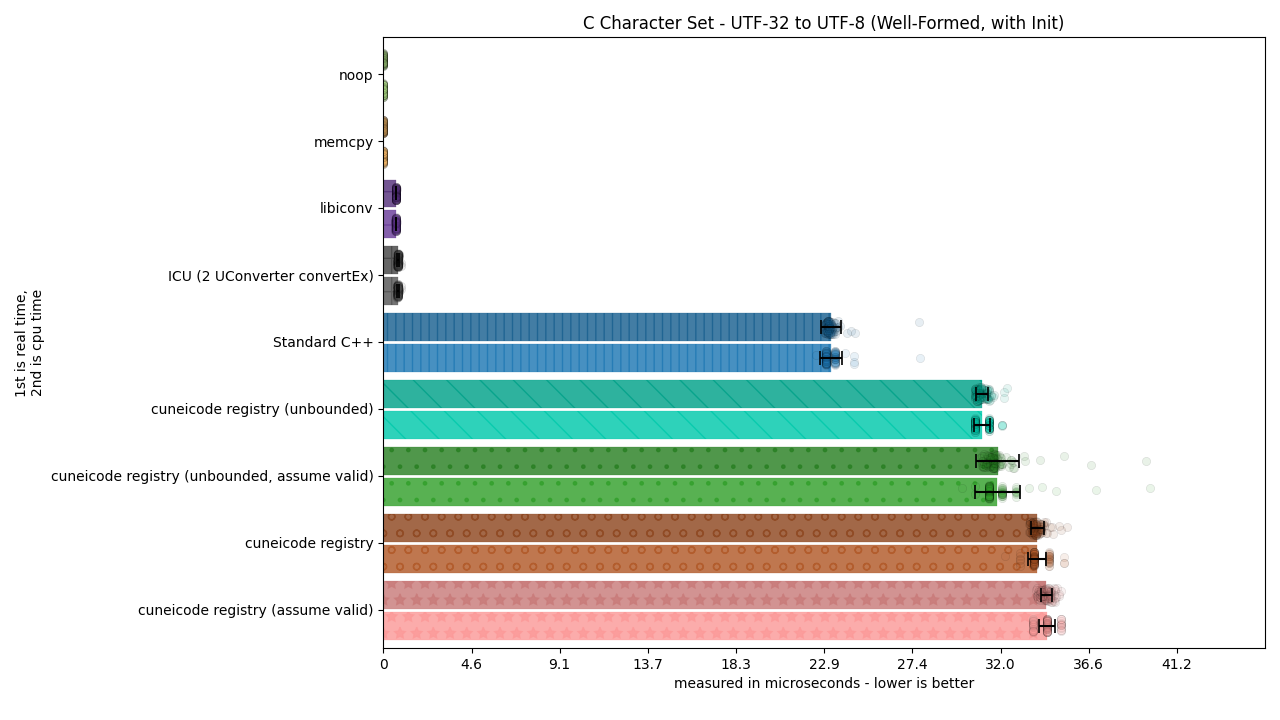 C Character Set - UTF-32 to UTF-8 (Well-Formed, with Init)
1st is real time,
2nd is cpu time
noop
memcpy
libiconv
ICU (2 UConverter convertEx)
Standard C++
cuneicode registry (unbounded)
cuneicode registry (unbounded, assume valid)
cuneicode registry
cuneicode registry (assume valid)
0 4.6 9.1 13.7 18.3 22.9 27.4 32.0 36.6 41.2
measured in microseconds - lower is better